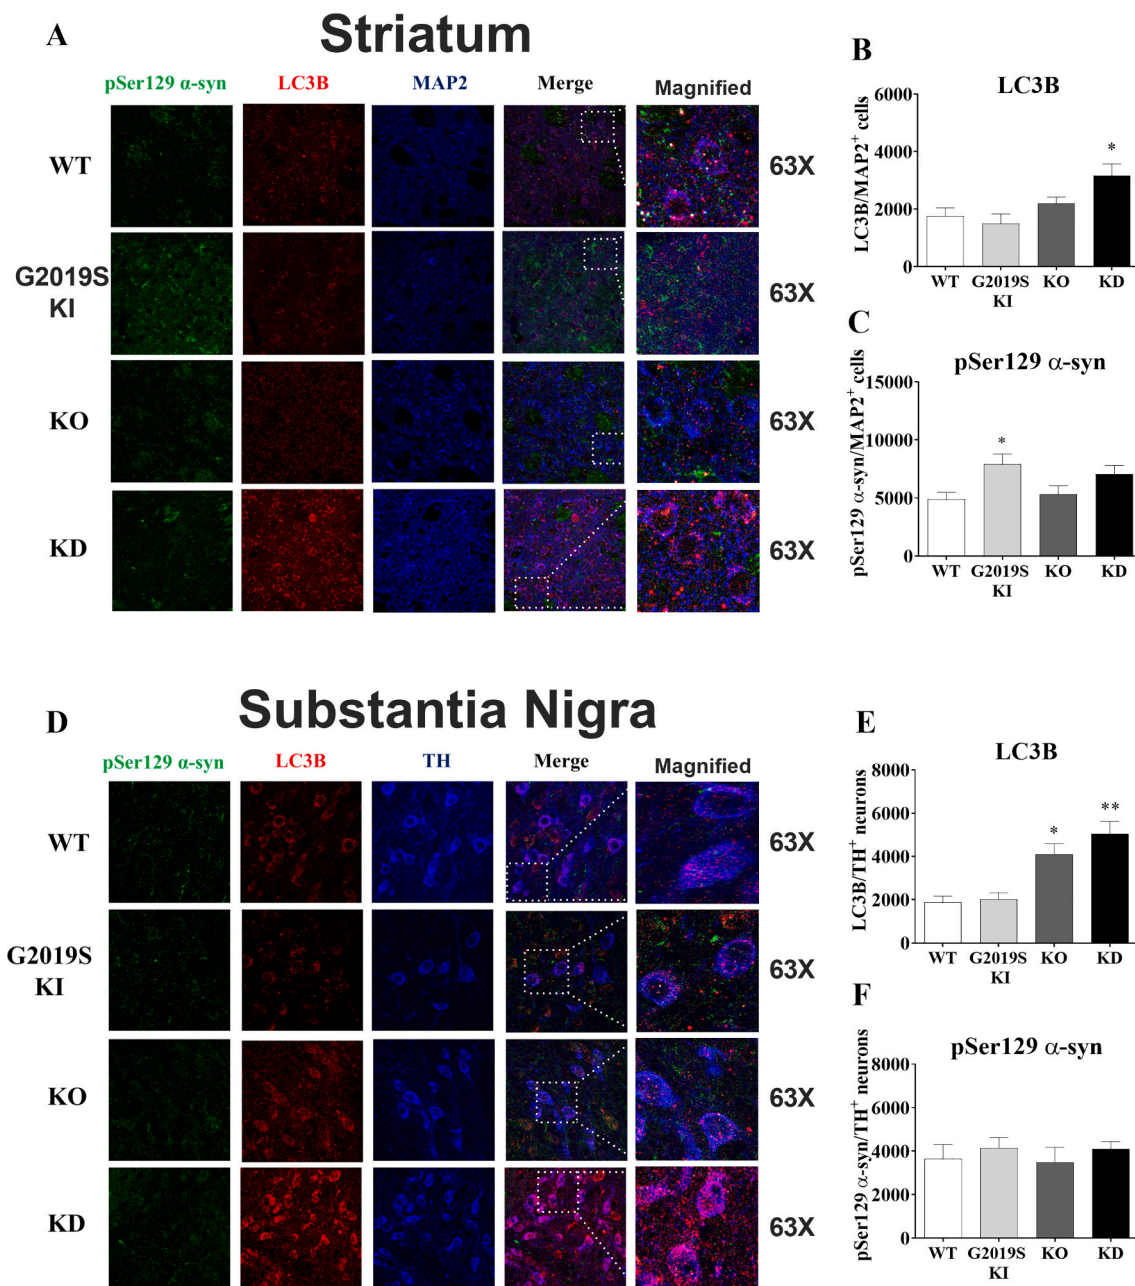 A
Striatum
pSer129 α-syn LC3B MAP2 Merge Magnified
WT 63X
G2019S
KI 63X
KO 63X
KD 63X
B
LC3B
LC3B/MAP2+ cells
6000
4000
2000
0
*
WT G2019S KO KD
KI
C
pSer129 α-syn
pSer129 α-syn/MAP2+ cells
15000
10000
5000
0
*
WT G2019S KO KD
KI
D
Substantia Nigra
pSer129 α-syn LC3B TH Merge Magnified
WT 63X
G2019S
KI 63X
KO 63X
KD 63X
E
LC3B
LC3B/TH+ neurons
8000
6000
4000
2000
0
* **
WT G2019S KO KD
KI
F
pSer129 α-syn
pSer129 α-syn/TH+ neurons
8000
6000
4000
2000
0
WT G2019S KO KD
KI